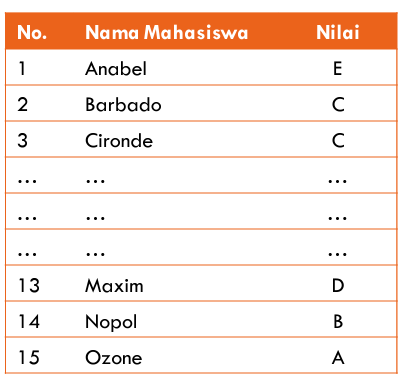 No. Nama Mahasiswa Nilai
1 Anabel E
2 Barbado C
3 Cironde C
... ... ...
... ... ...
... ... ...
13 Maxim D
14 Nopol B
15 Ozone A